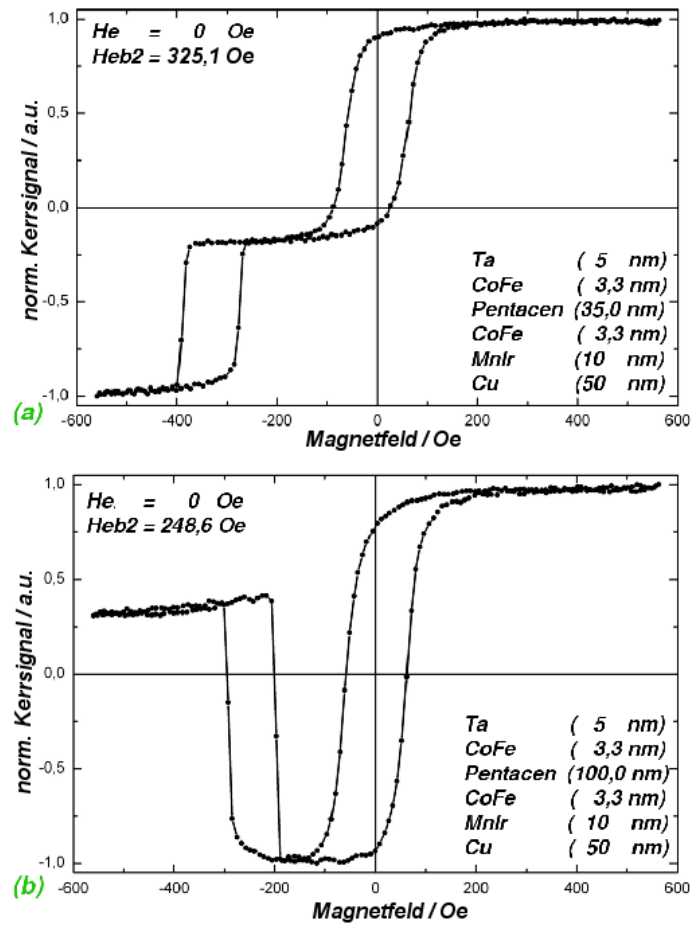 He = 0 Oe
Heb2 = 325,1 Oe
norm. Kerrsignal / a.u.
1,0
0,5
0,0
-0,5
-1,0
Ta ( 5 nm)
CoFe ( 3,3 nm)
Pentacen (35,0 nm)
CoFe ( 3,3 nm)
MnIr (10 nm)
Cu (50 nm)
(a)
-600 -400 -200 0 200 400 600
Magnetfeld / Oe
He. = 0 Oe
Heb2 = 248,6 Oe
norm. Kerrsignal / a.u.
1,0
0,5
0,0
-0,5
-1,0
Ta ( 5 nm)
CoFe ( 3,3 nm)
Pentacen (100,0 nm)
CoFe ( 3,3 nm)
MnIr ( 10 nm)
Cu ( 50 nm)
(b)
-600 -400 -200 0 200 400 600
Magnetfeld / Oe